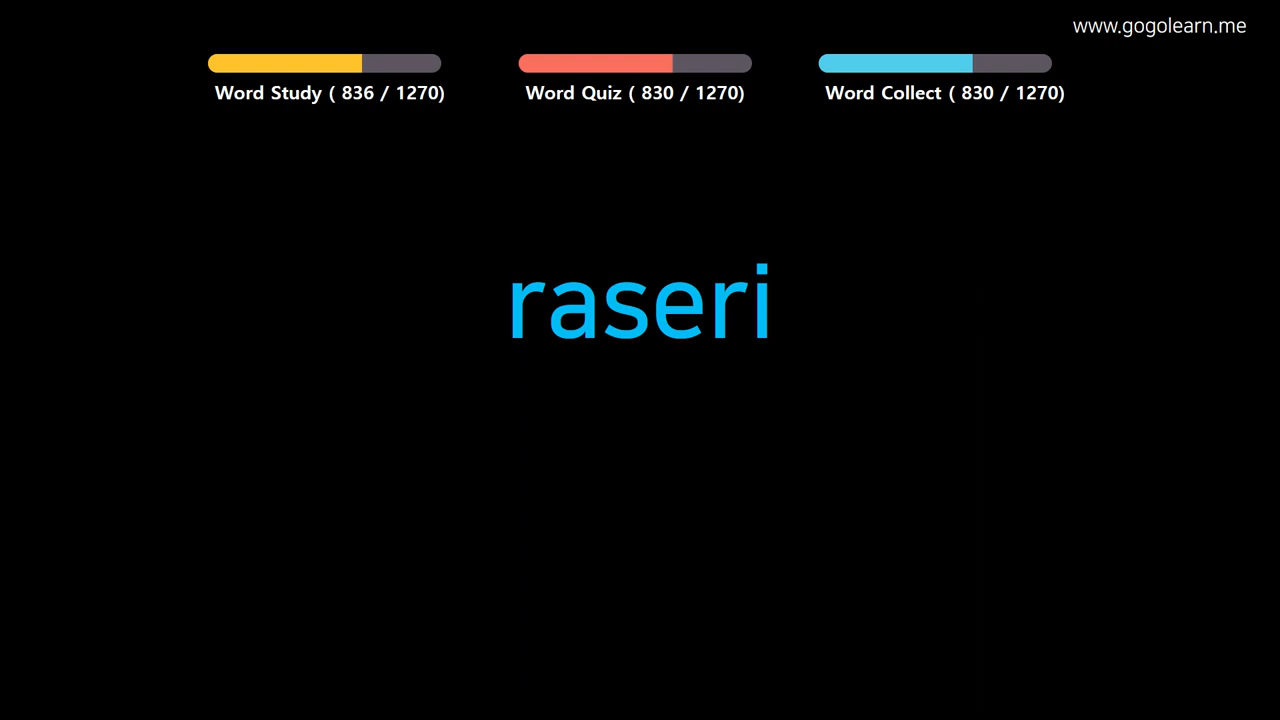 www.gogolearn.me
Word Study ( 836 / 1270)
Word Quiz ( 830 / 1270)
Word Collect ( 830 / 1270)
raseri